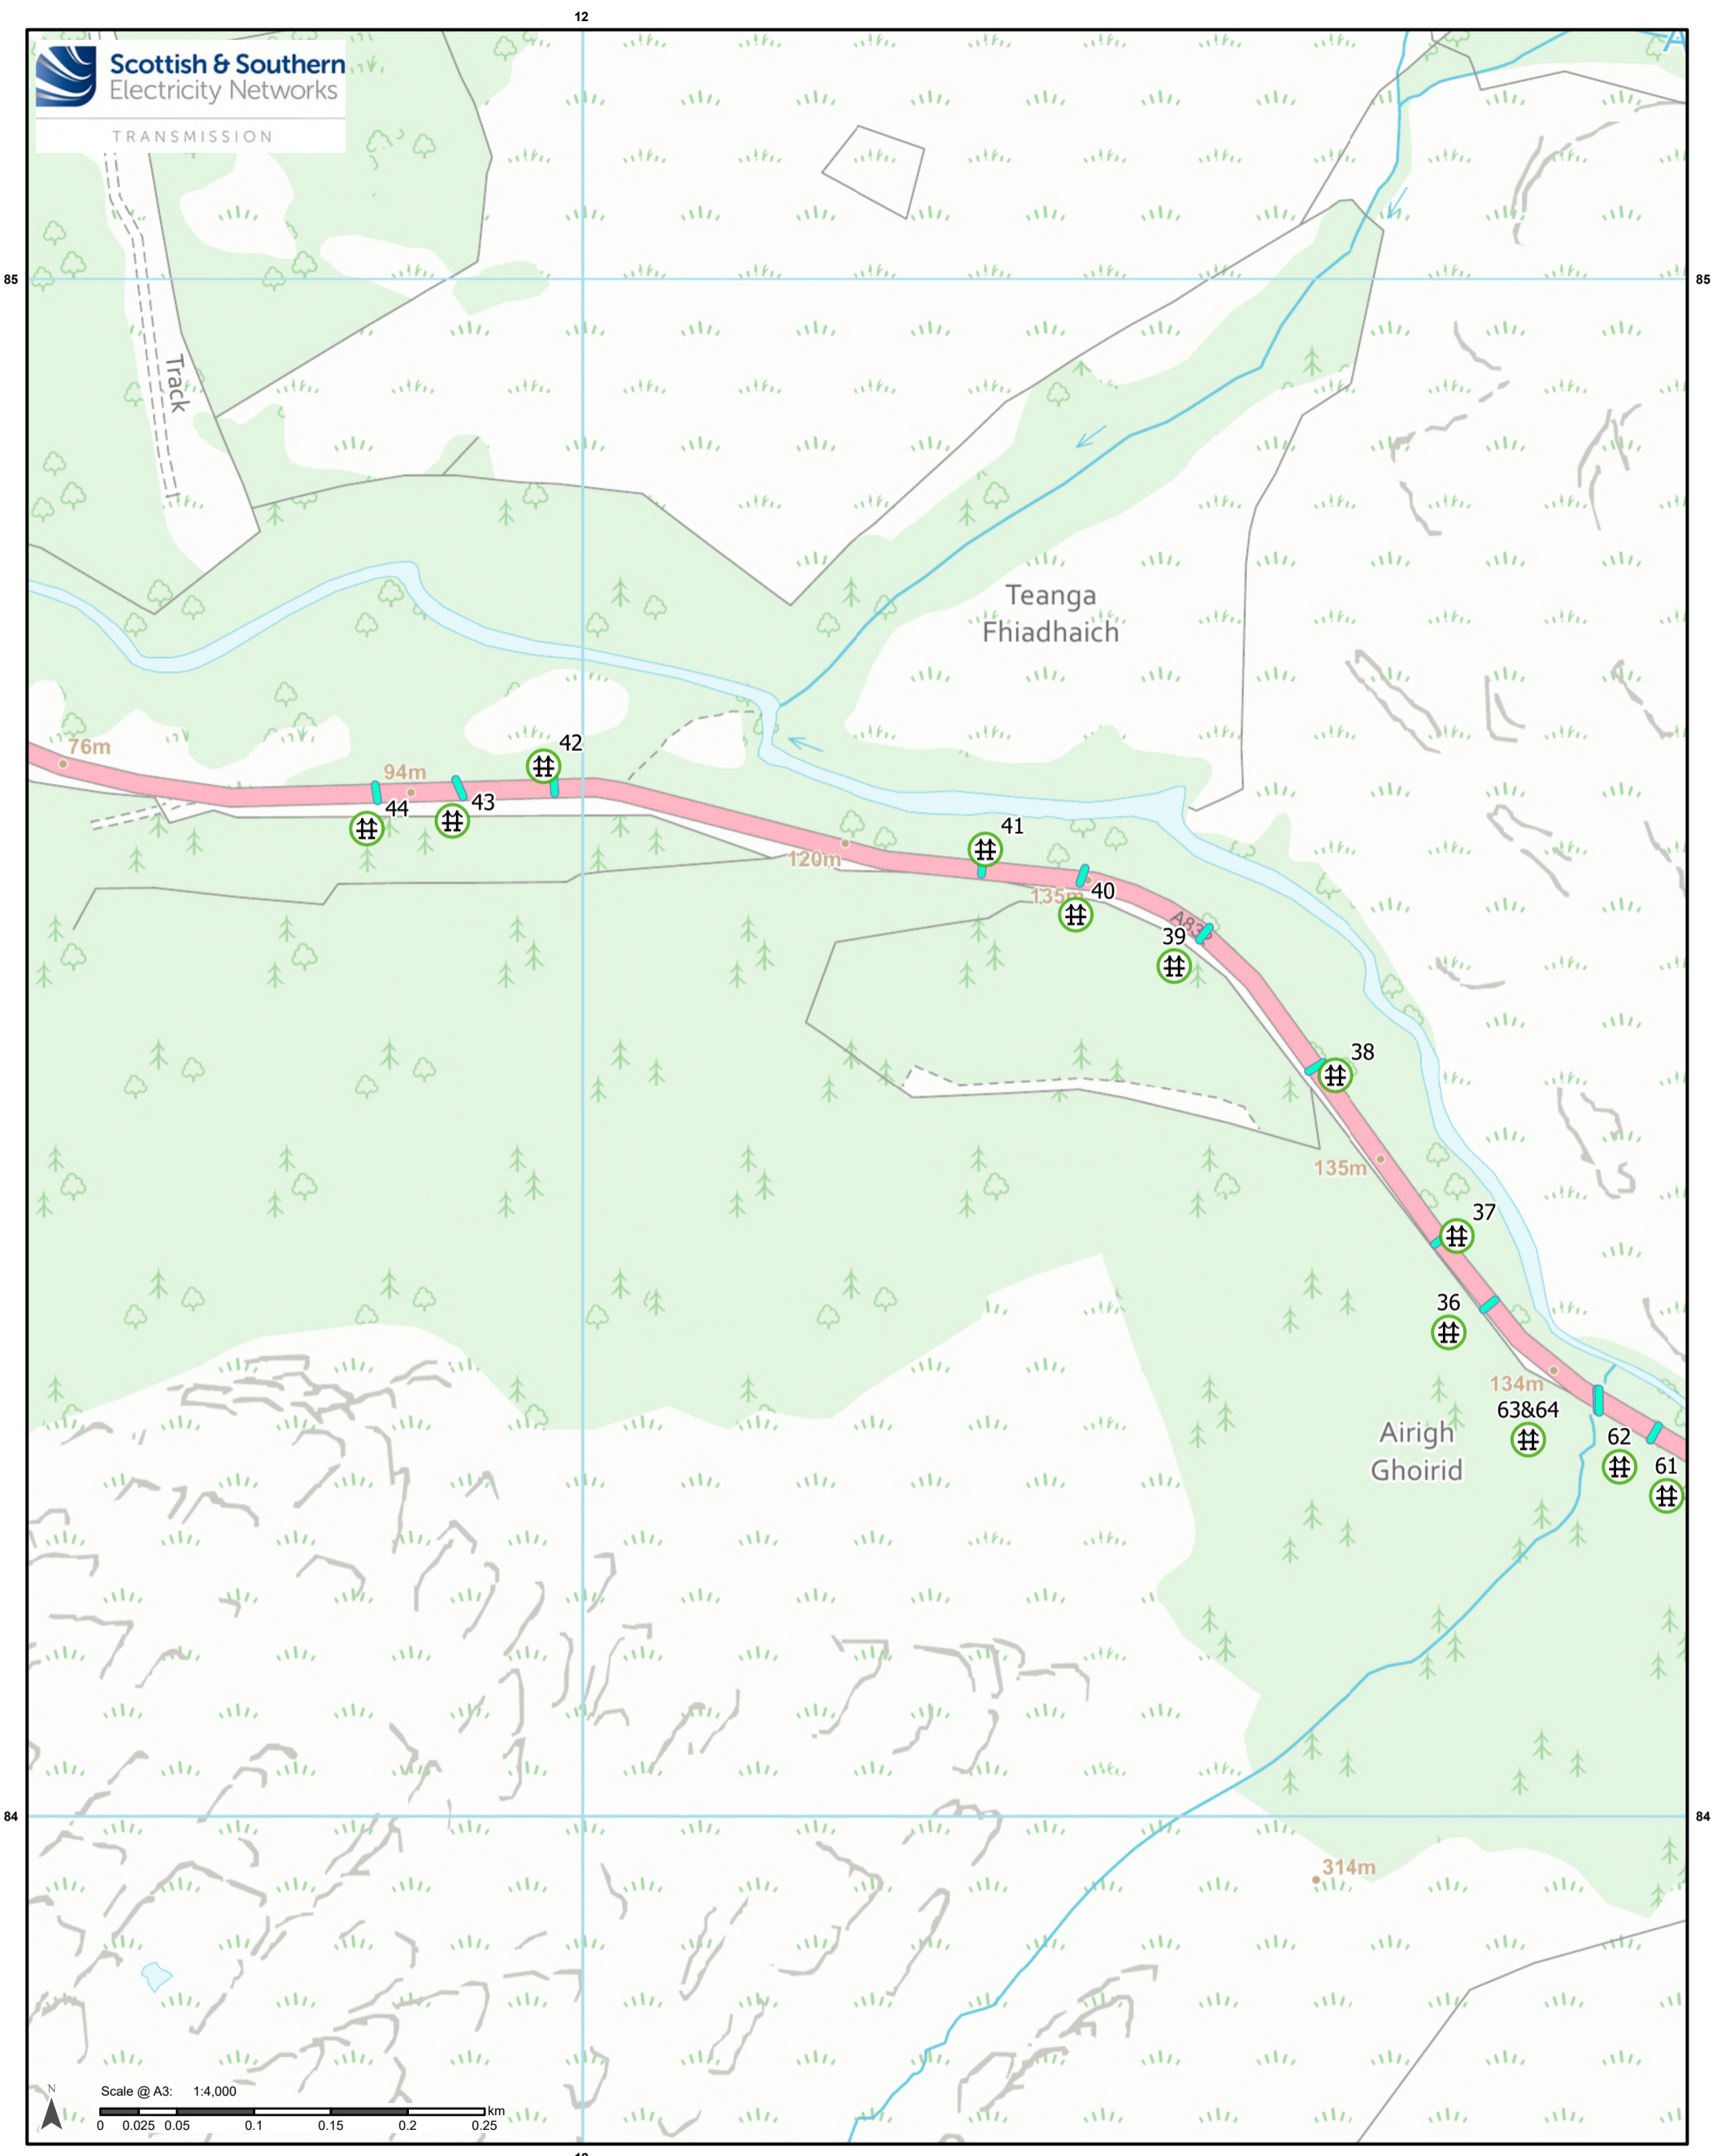 12
Scottish & Southern
Electricity Networks
TRANSMISSION
85
85
Track
Teanga
Fhiadhaich
76m
94m
42
44
43
41
120m
135m
40
39
38
135m
37
36
134m
63&64
62
61
Airigh
Ghoirid
84
84
314m
N
Scale @ A3: 1:4,000
km
0 0.025 0.05 0.1 0.15 0.2 0.25